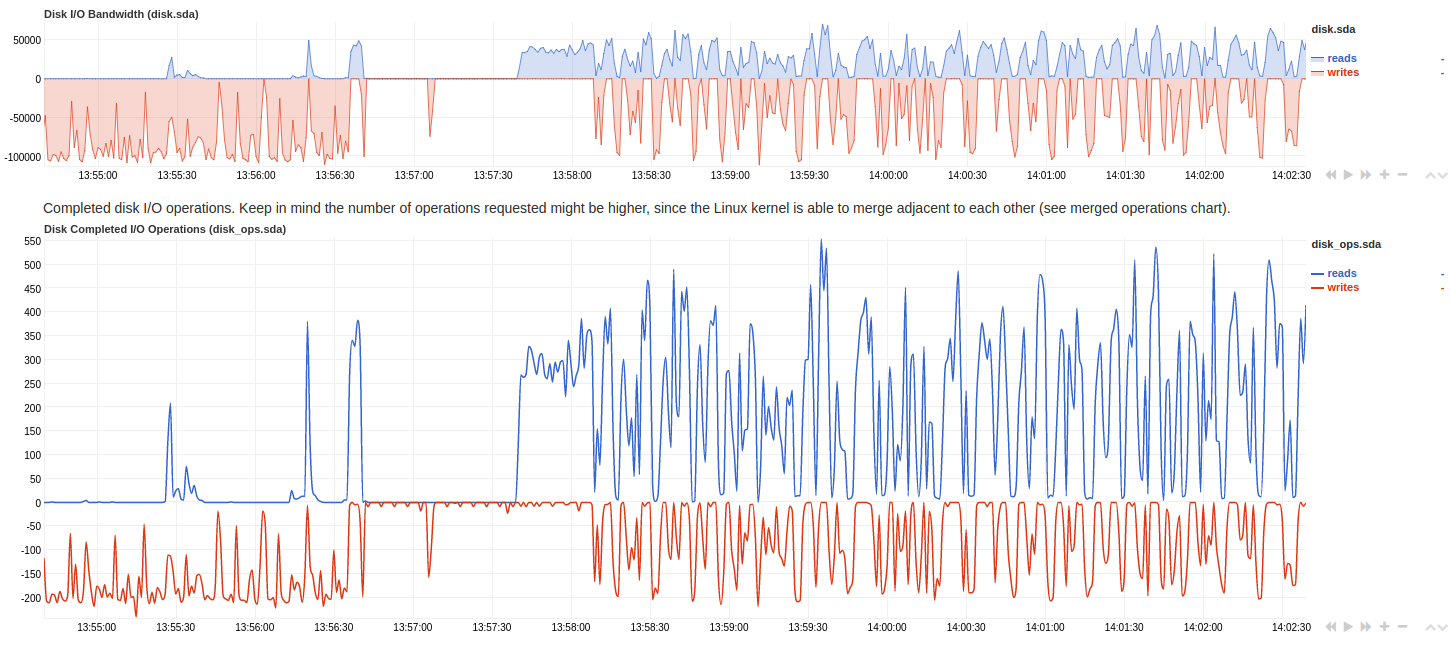 Disk I/O Bandwidth (disk.sda)
disk.sda
50000
0
-50000
-100000
reads -
writes -
13:55:00 13:55:30 13:56:00 13:56:30 13:57:00 13:57:30 13:58:00 13:58:30 13:59:00 13:59:30 14:00:00 14:00:30 14:01:00 14:01:30 14:02:00 14:02:30
Completed disk I/O operations. Keep in mind the number of operations requested might be higher, since the Linux kernel is able to merge adjacent to each other (see merged operations chart).
Disk Completed I/O Operations (disk_ops.sda)
disk_ops.sda
550
500
450
400
350
300
250
200
150
100
50
0
-50
-100
-150
-200
reads -
writes -
13:55:00 13:55:30 13:56:00 13:56:30 13:57:00 13:57:30 13:58:00 13:58:30 13:59:00 13:59:30 14:00:00 14:00:30 14:01:00 14:01:30 14:02:00 14:02:30